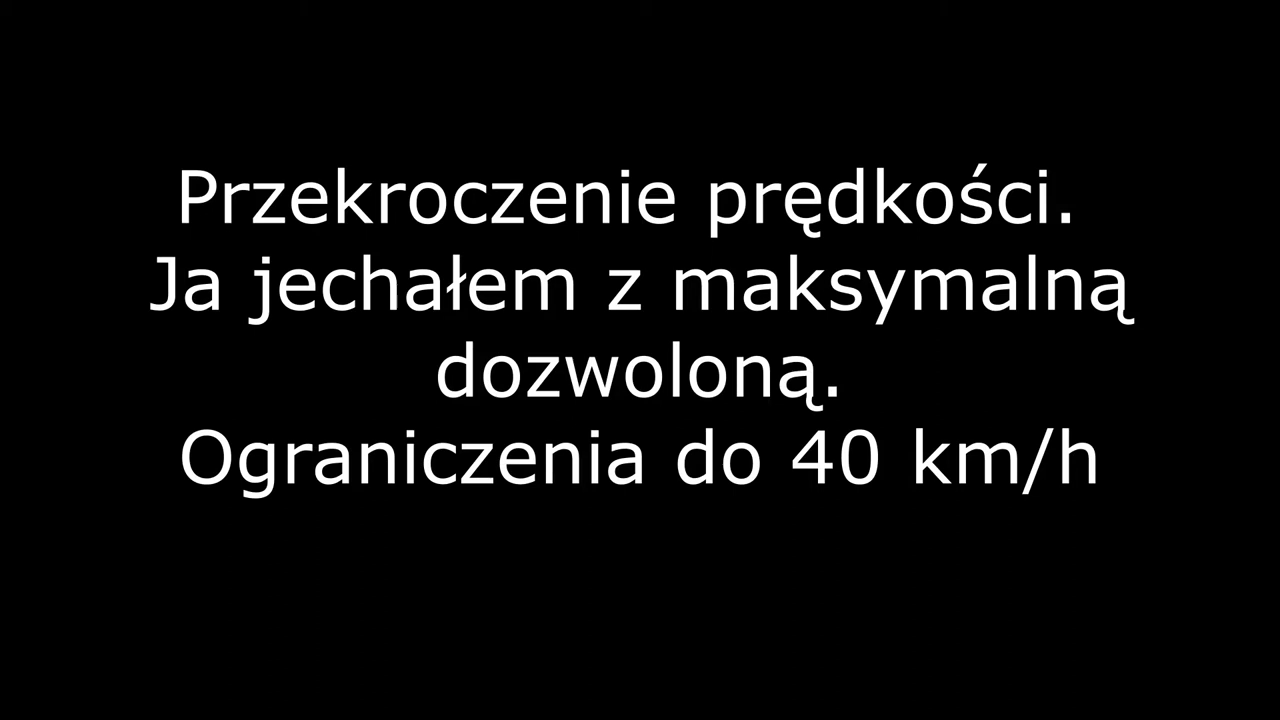 Przekroczenie prędkości.
Ja jechałem z maksymalną
dozwoloną.
Ograniczenia do 40 km/h